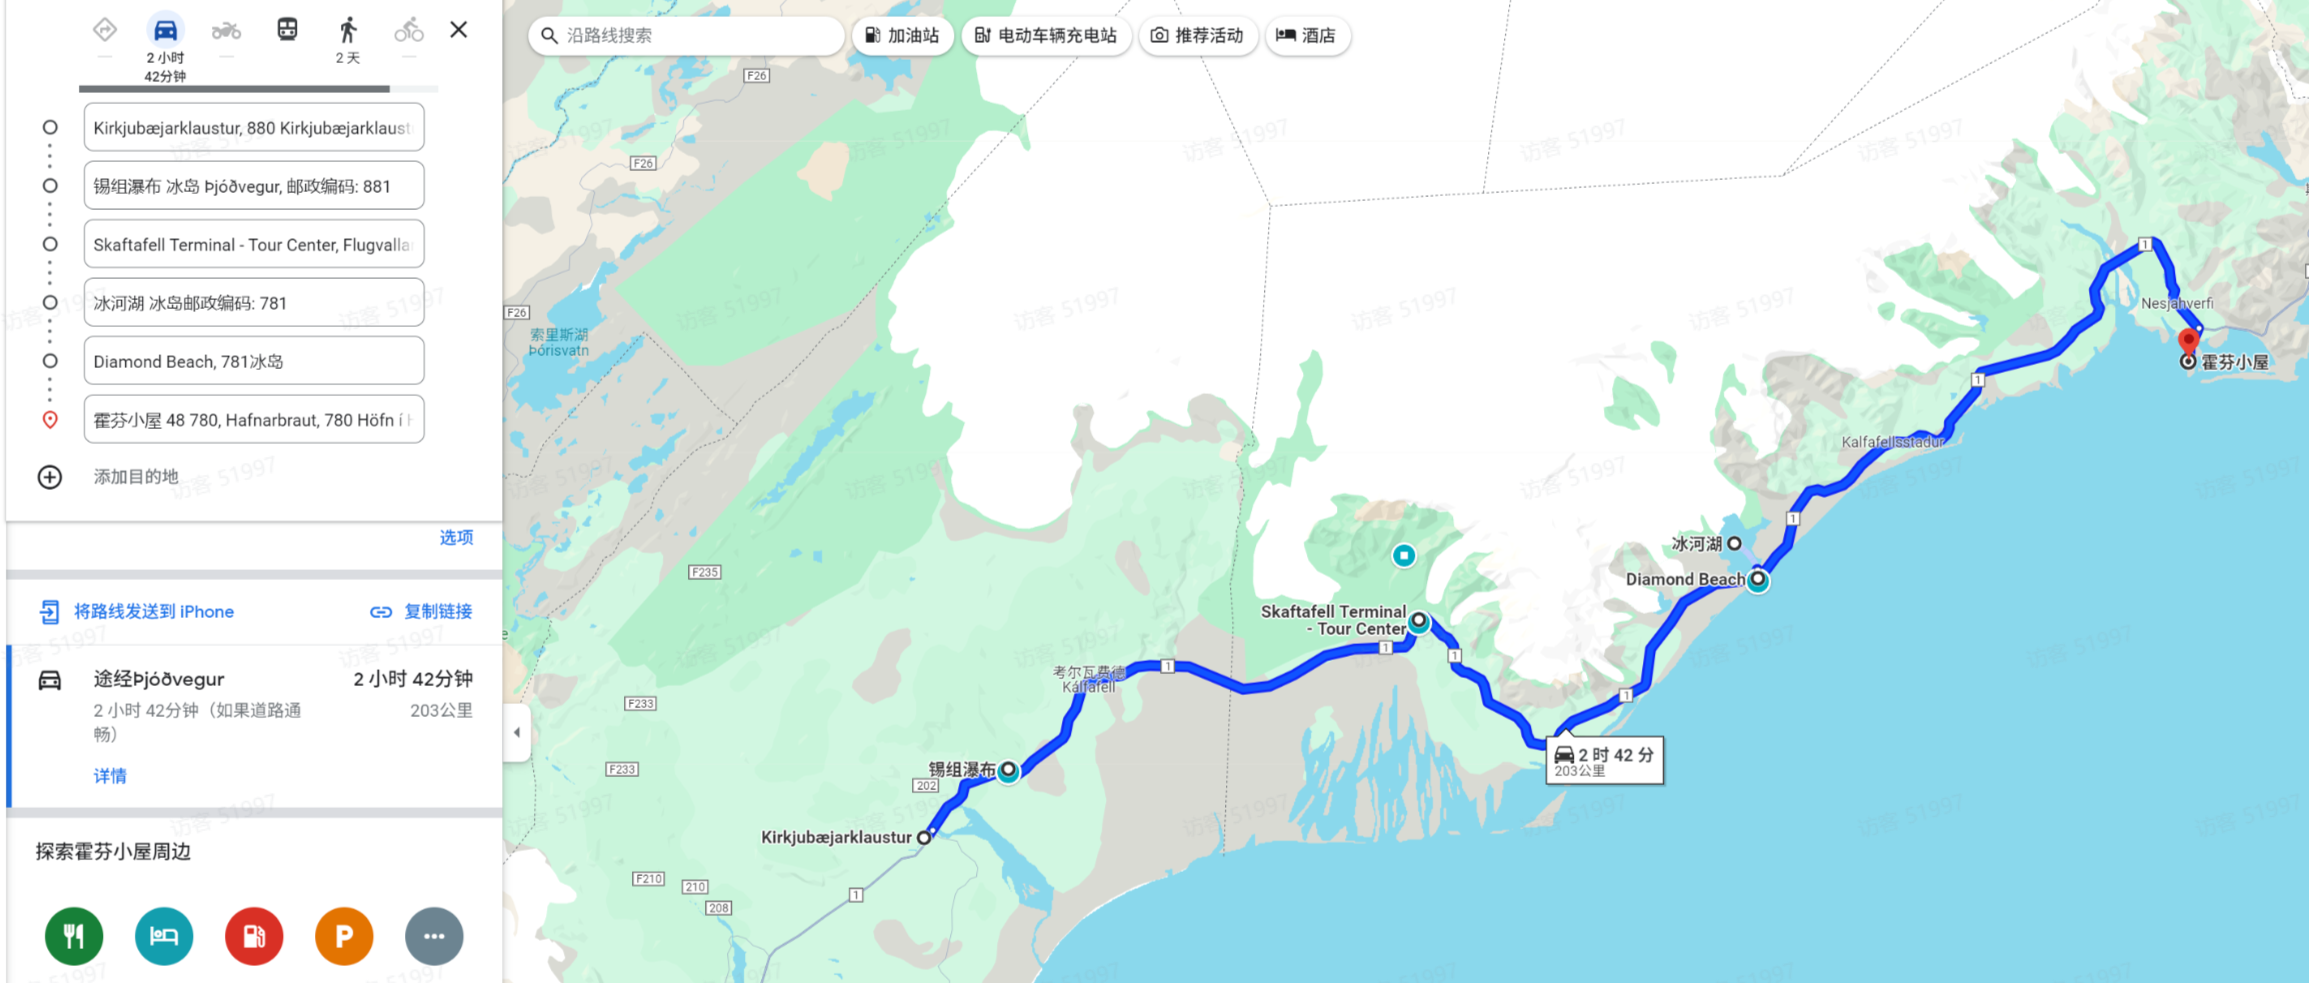 2 小时
42分钟
2 天
Kirkjubæjarklaustur, 880 Kirkjubæjarklaust
锡组瀑布 冰岛 Þjóðvegur, 邮政编码: 881
Skaftafell Terminal - Tour Center, Flugvalla
冰河湖 冰岛邮政编码: 781
Diamond Beach, 781冰岛
霍芬小屋 48 780, Hafnarbraut, 780 Höfn í H
添加目的地
选项
将路线发送到 iPhone
复制链接
途经Þjóðvegur
2 小时 42分钟
2 小时 42分钟（如果道路通
畅）
203公里
详情
探索霍芬小屋周边
P
沿路线搜索
加油站
电动车辆充电站
推荐活动
酒店
F26
F26
F26
索里斯湖
Þórisvatn
F235
F233
F233
F210
210
208
202
1
1
1
1
1
1
1
1
考尔瓦费德
Kálfafell
锡组瀑布
Kirkjubæjarklaustur
Skaftafell Terminal
- Tour Center
冰河湖
Diamond Beach
Kalfafellsstadur
Nesjahverfi
霍芬小屋
2 时 42 分
203公里
访客 51997